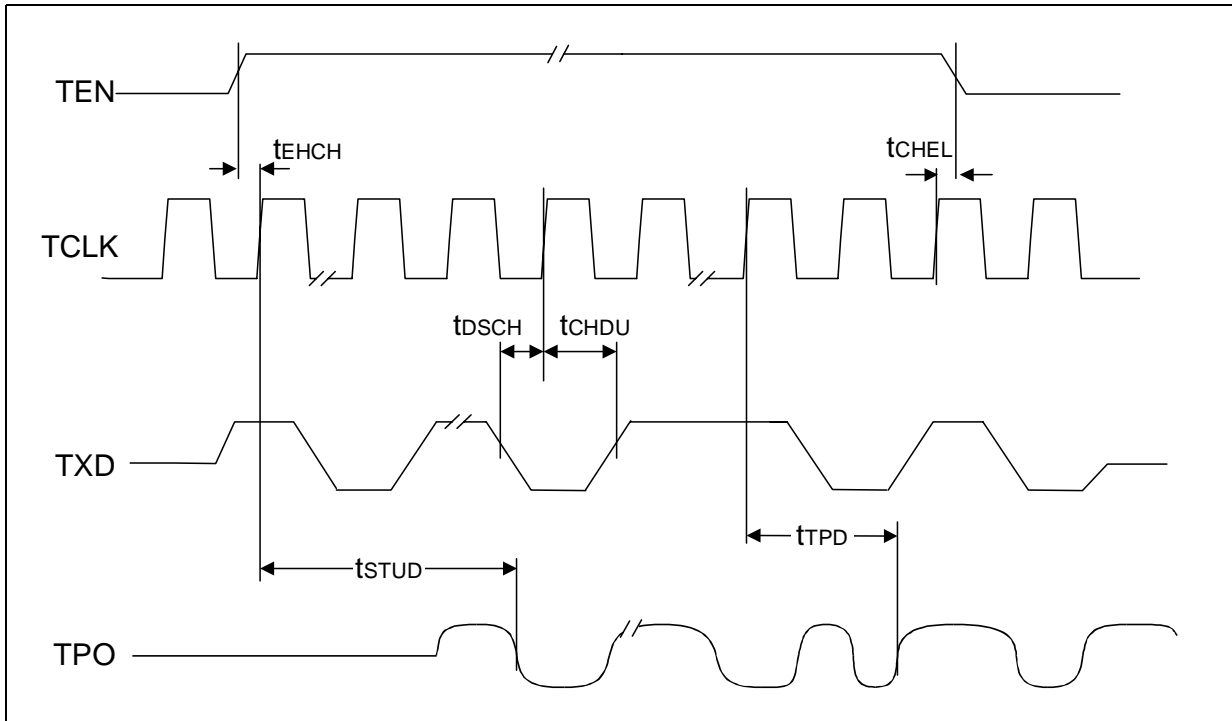 TEN
tEHCH
tCHEL
TCLK
tDSCH
tCHDU
TXD
tTPD
tSTUD
TPO